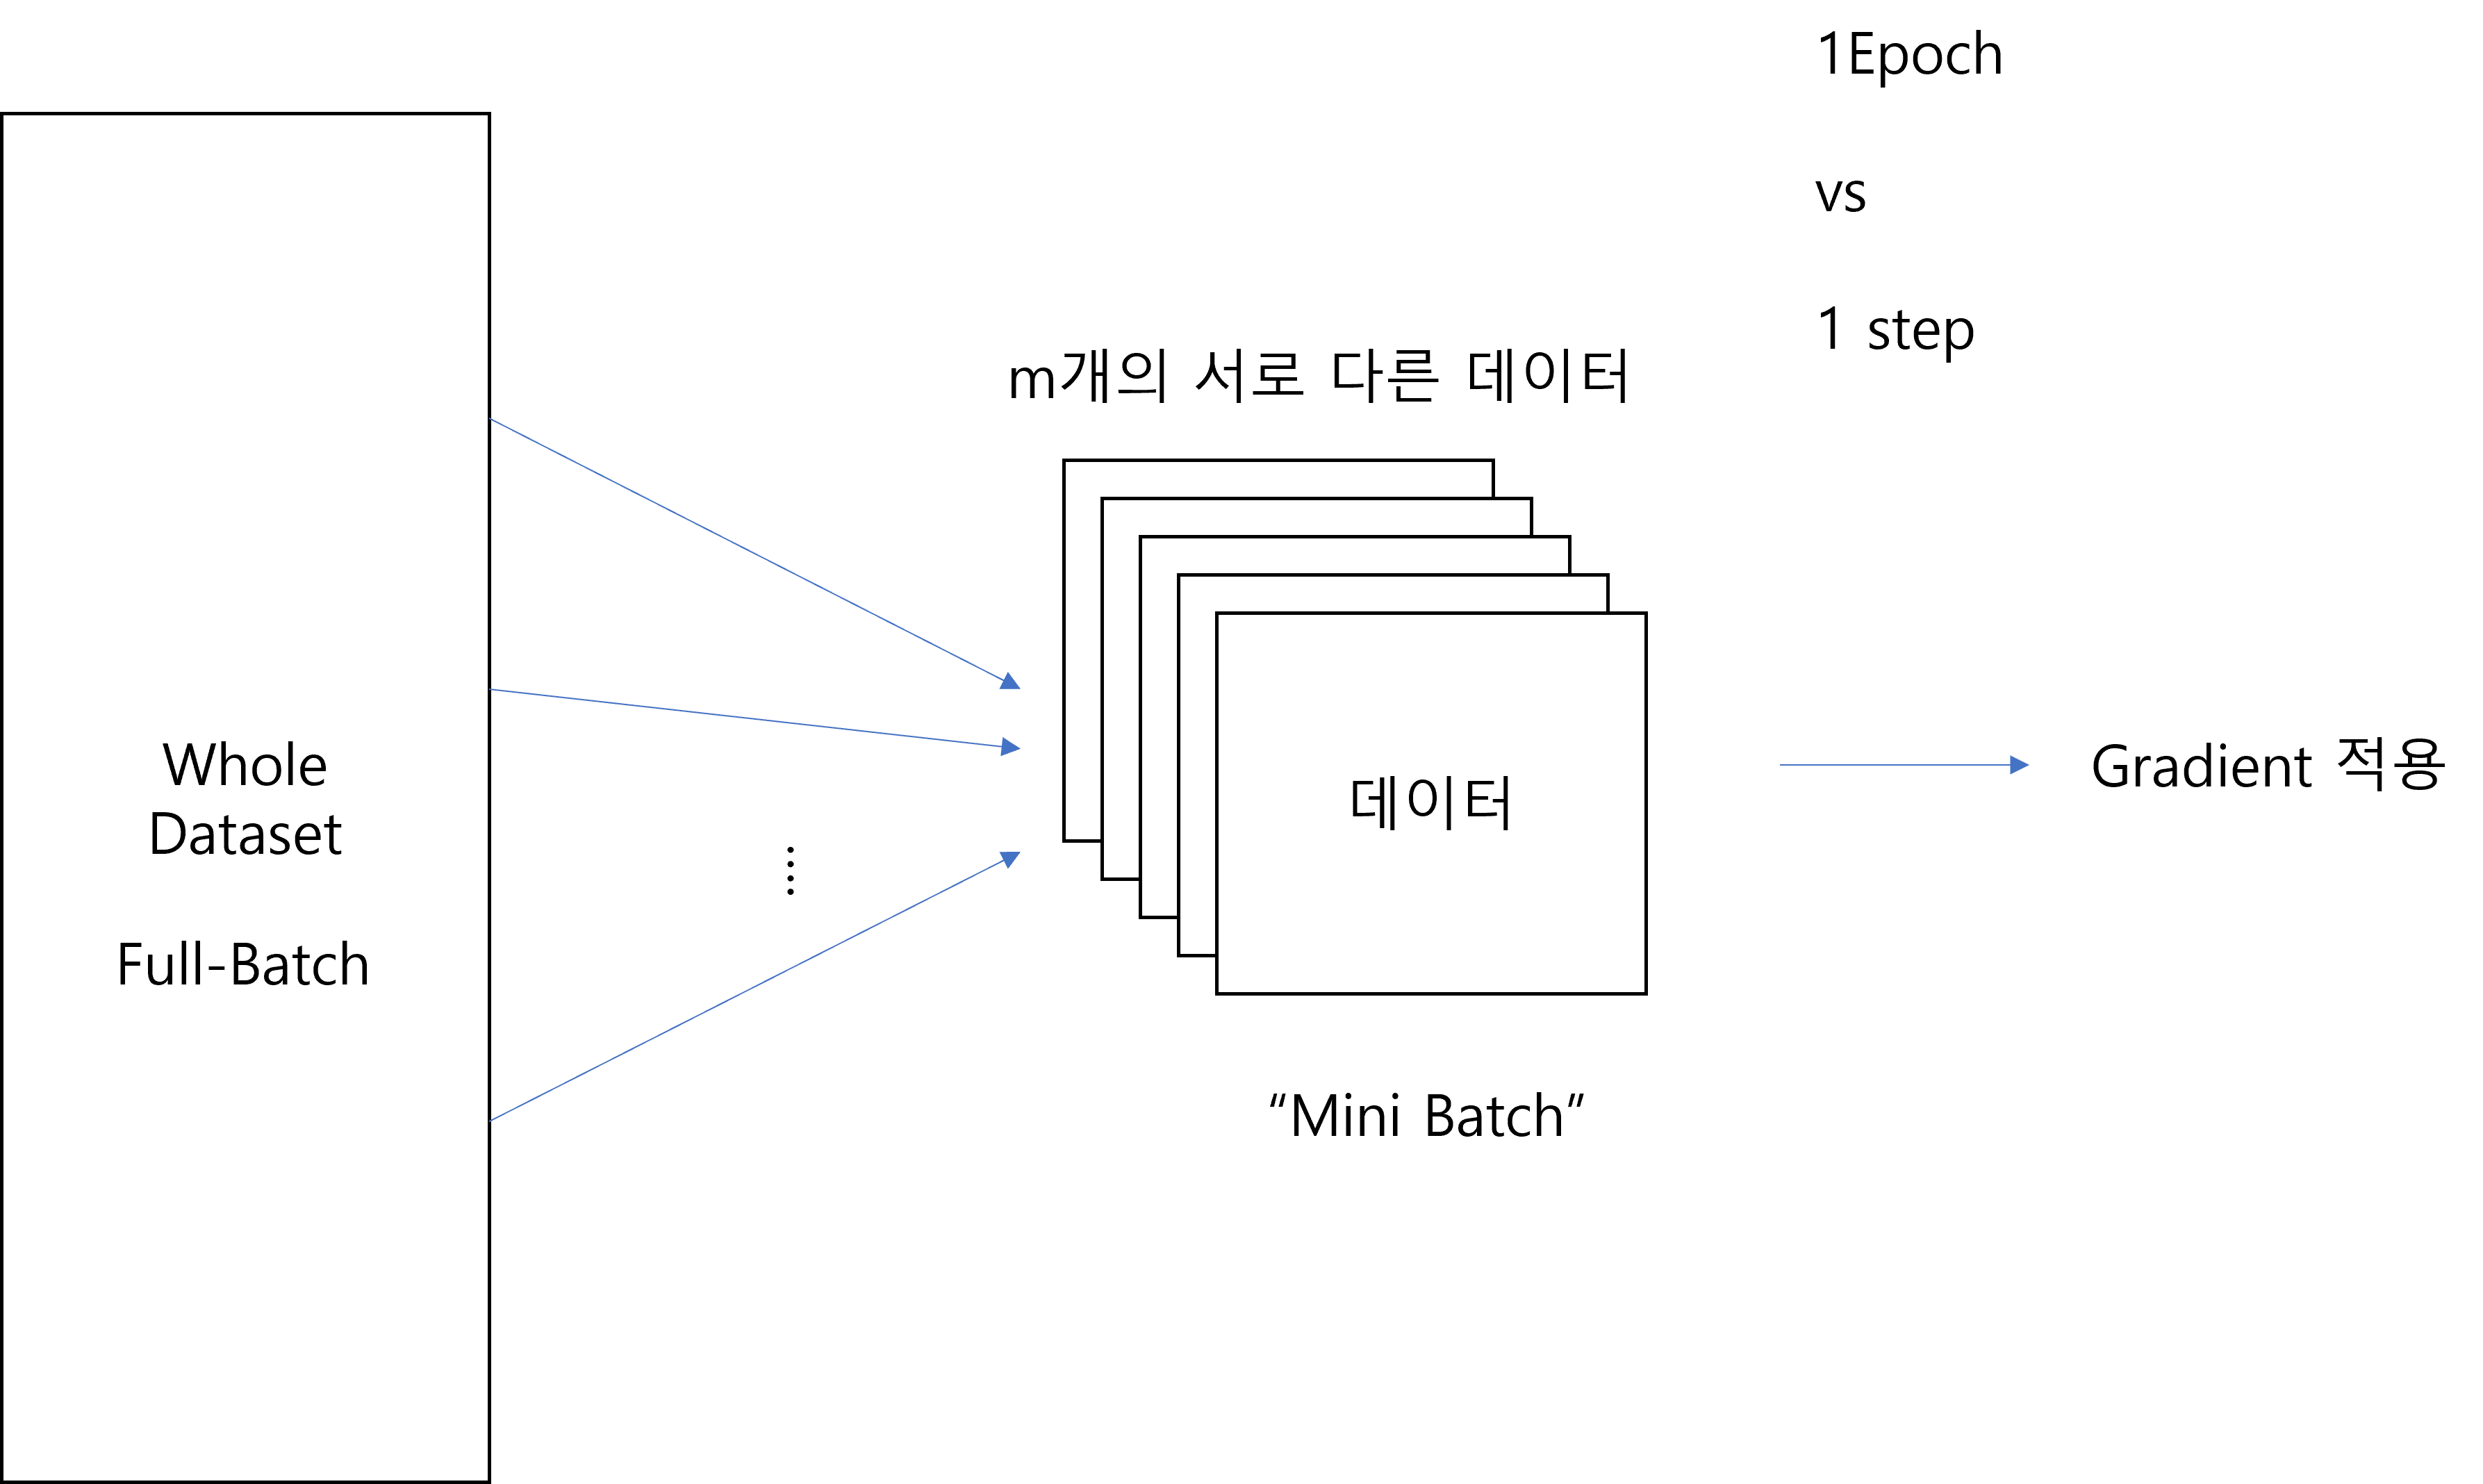 1Epoch
vs
1 step
m개의 서로 다른 데이터
Whole
Dataset
Full-Batch
데이터
Gradient 적용
“Mini Batch”